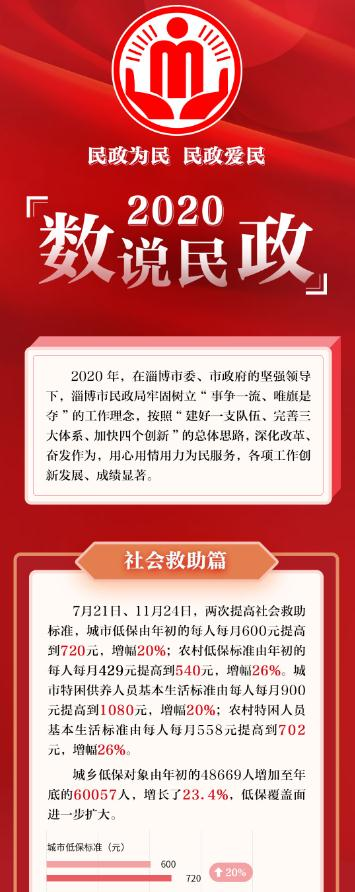 民政为民 民政爱民
2020
数说民政
2020 年，在淄博市委、市政府的坚强领导
下，淄博市民政局牢固树立“事争一流、唯旗是
夺”的工作理念，按照“建好一支队伍、完善三
大体系、加快四个创新”的总体思路，深化改革、
奋发作为，用心用情用力为民服务，各项工作创
新发展、成绩显著。
社会救助篇
7月21日、11月24日，两次提高社会救助
标准，城市低保由年初的每人每月600元提高
到720元，增幅20%；农村低保标准由年初的
每人每月429元提高到540元，增幅26%。城
市特困供养人员基本生活标准由每人每月900
元提高到1080元，增幅20%；农村特困人员
基本生活标准由每人每月558元提高到702
元，增幅26%。
城乡低保对象由年初的48669人增加至年
底的60057人，增长了23.4%，低保覆盖面
进一步扩大。
城市低保标准（元）
600
720
20%